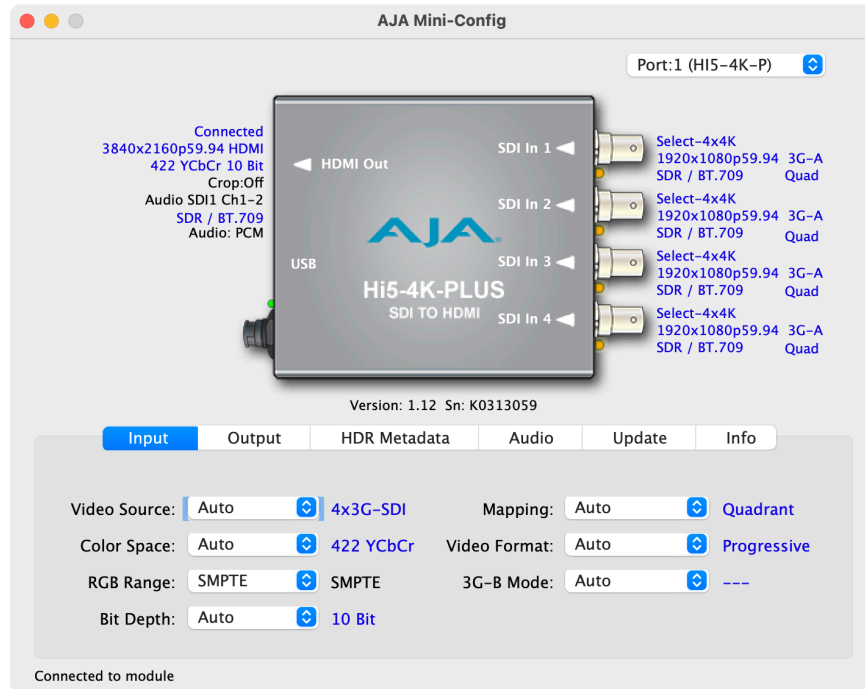 AJA Mini-Config
Port:1 (HI5-4K-P)
Connected
3840x2160p59.94 HDMI
422 YCbCr 10 Bit
Crop:Off
Audio SDI1 Ch1-2
SDR / BT.709
Audio: PCM
HDMI Out
USB
SDI In 1
SDI In 2
SDI In 3
SDI In 4
AJA
Hi5-4K-PLUS
SDI TO HDMI
Select-4x4K
1920x1080p59.94 3G-A
SDR / BT.709 Quad
Select-4x4K
1920x1080p59.94 3G-A
SDR / BT.709 Quad
Select-4x4K
1920x1080p59.94 3G-A
SDR / BT.709 Quad
Select-4x4K
1920x1080p59.94 3G-A
SDR / BT.709 Quad
Version: 1.12 Sn: K0313059
Input Output HDR Metadata Audio Update Info
Video Source: Auto 4x3G-SDI Mapping: Auto Quadrant
Color Space: Auto 422 YCbCr Video Format: Auto Progressive
RGB Range: SMPTE SMPTE 3G-B Mode: Auto ---
Bit Depth: Auto 10 Bit
Connected to module